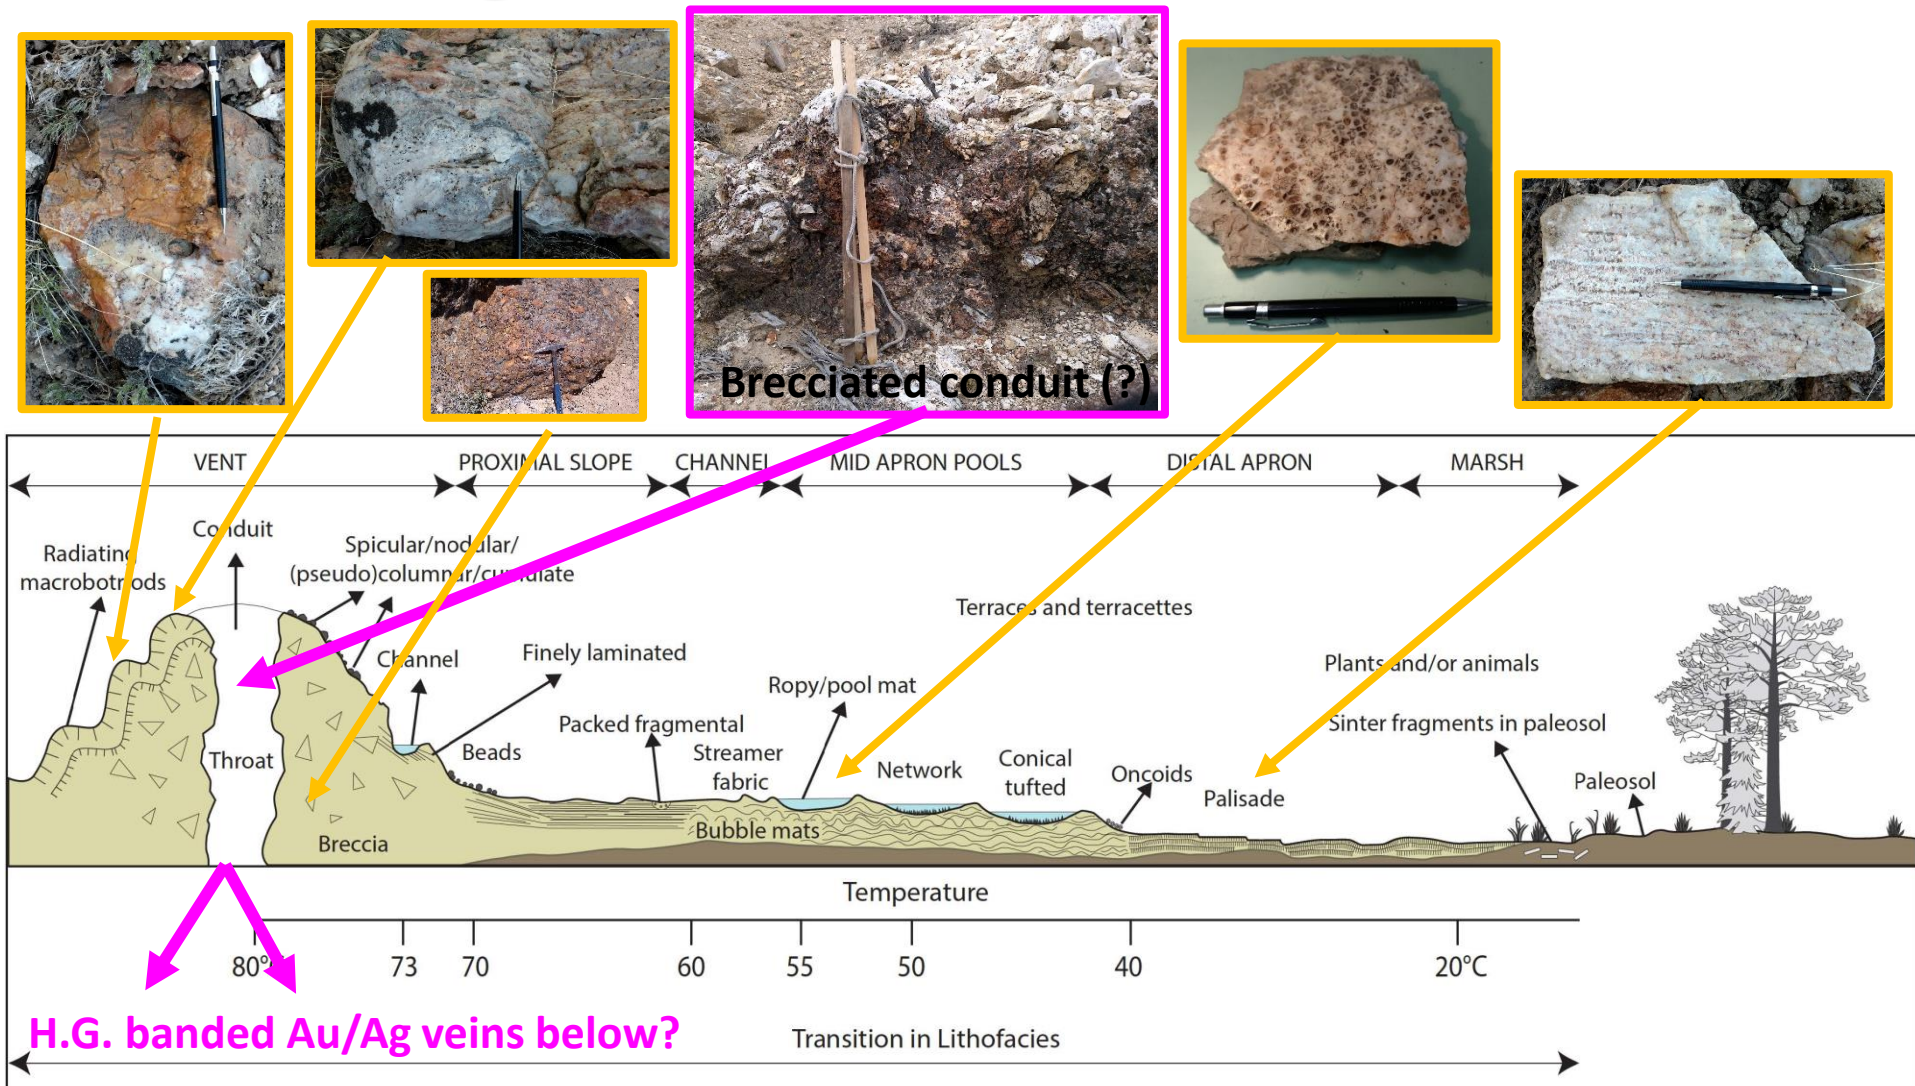 Brecciated conduit (?)
VENT
PROXIMAL SLOPE
CHANNEL
MID APRON POOLS
DISTAL APRON
MARSH
Conduit
Radiating
macrobotryoids
Spicular/nodular/
(pseudo)columnar/cumulate
Terraces and terracettes
Channel
Finely laminated
Plants and/or animals
Ropy/pool mat
Packed fragmental
Sinter fragments in paleosol
Throat
Beads
Streamer
fabric
Network
Conical
tufted
Oncoids
Palisade
Paleosol
Breccia
Bubble mats
Temperature
80°C
73
70
60
55
50
40
20°C
H.G. banded Au/Ag veins below?
Transition in Lithofacies